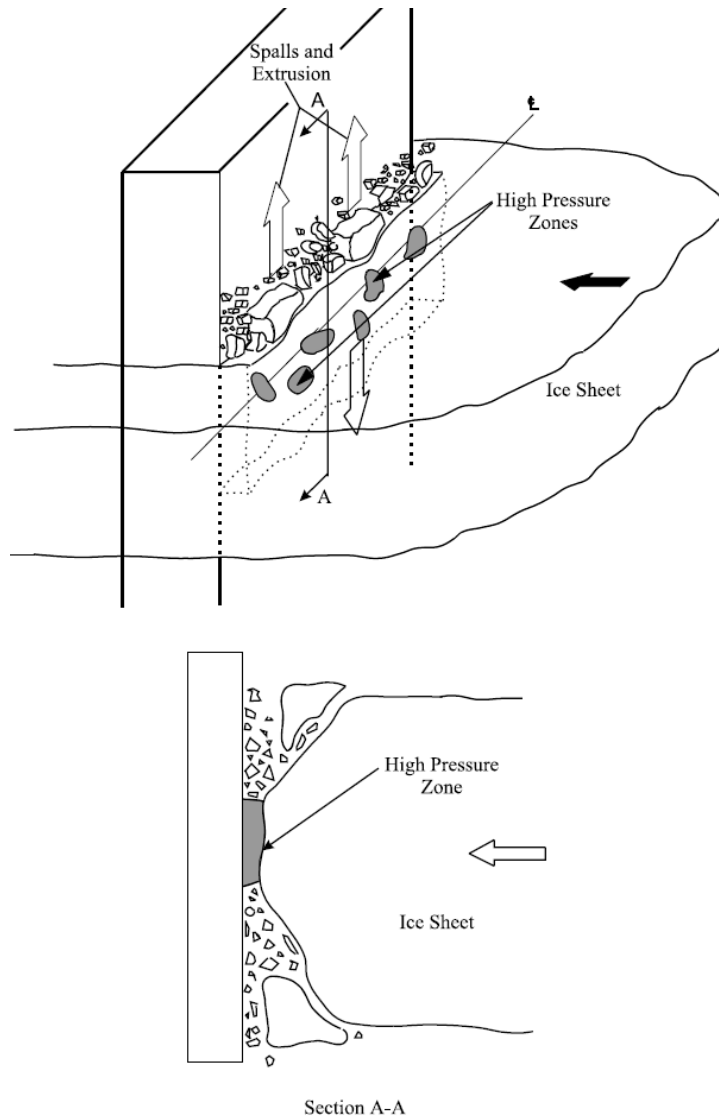 Spalls and
Extrusion
A
℄
High Pressure
Zones
Ice Sheet
A
High Pressure
Zone
Ice Sheet
Section A-A